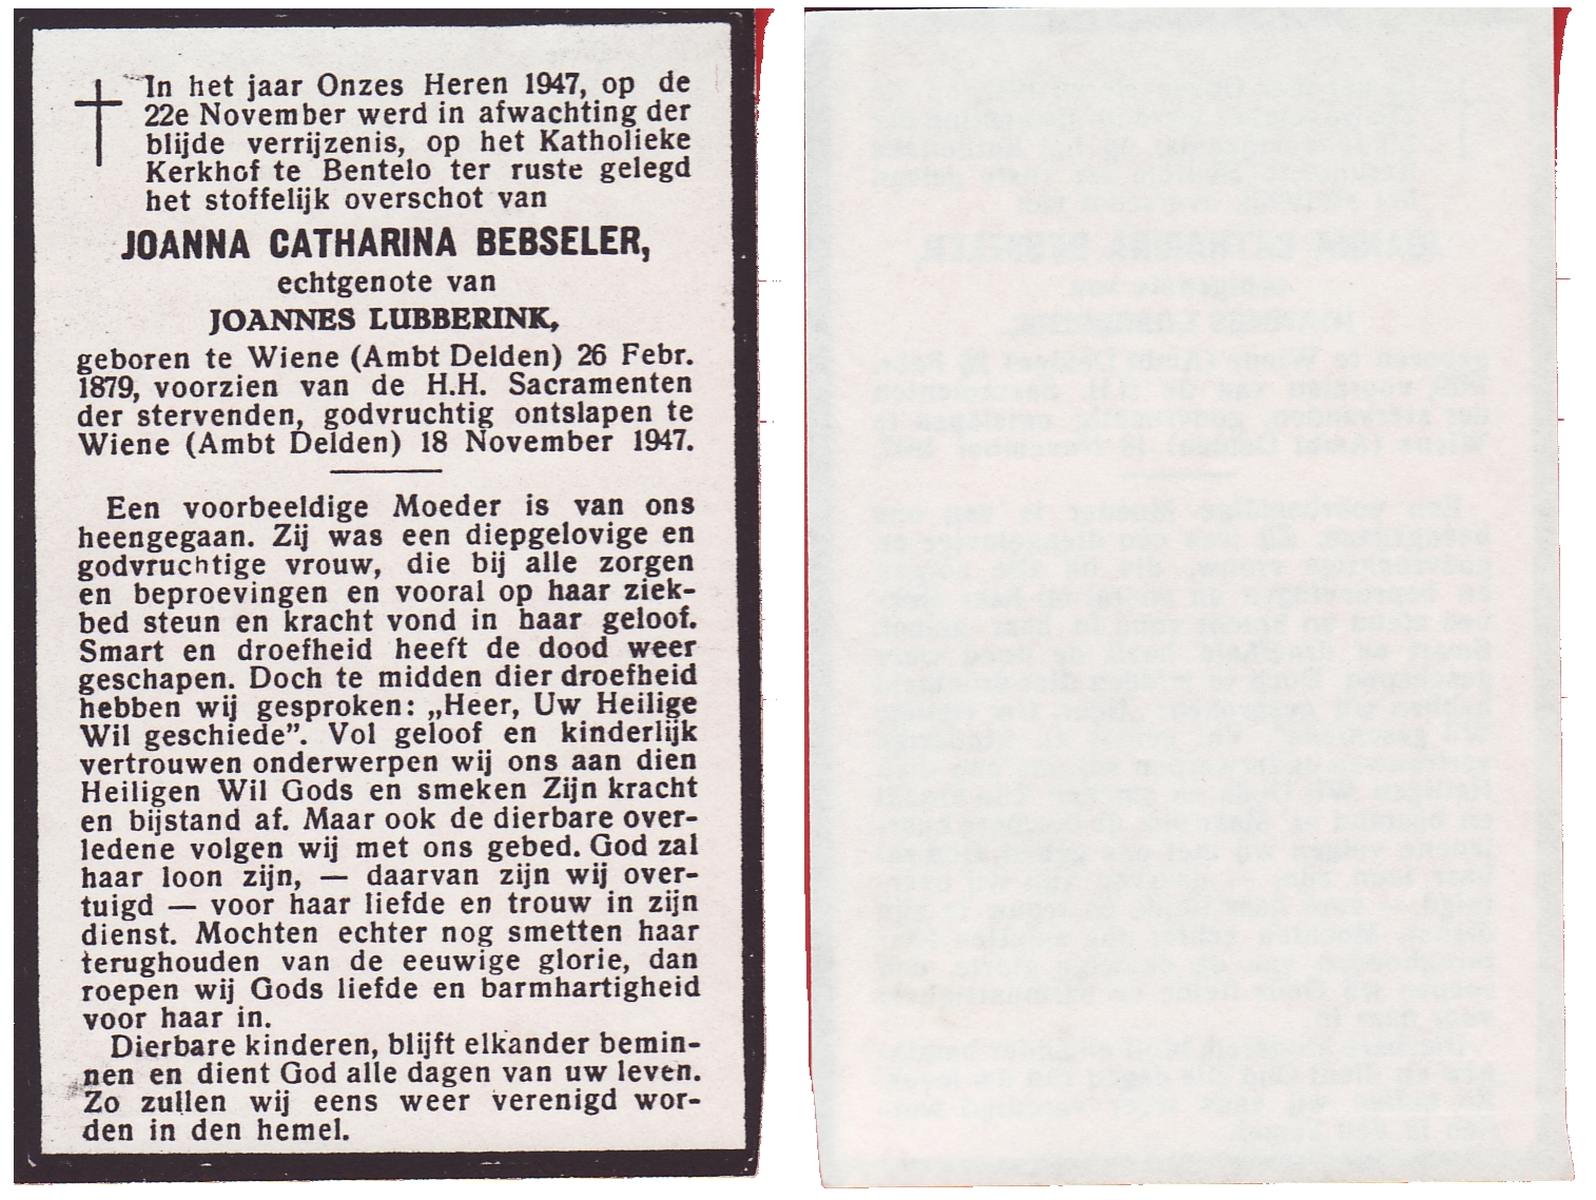 In het jaar Onzes Heren 1947, op de
22e November werd in afwachting der
blijde verrijzenis, op het Katholieke
Kerkhof te Bentelo ter ruste gelegd
het stoffelijk overschot van
JOANNA CATHARINA BEBSELER,
echtgenote van
JOANNES LUBBERINK,
geboren te Wiene (Ambt Delden) 26 Febr.
1879, voorzien van de H.H. Sacramenten
der stervenden, godvruchtig ontslapen te
Wiene (Ambt Delden) 18 November 1947.
Een voorbeeldige Moeder is van ons
heengegaan. Zij was een diepgelovige en
godvruchtige vrouw, die bij alle zorgen
en beproevingen en vooral op haar ziek-
bed steun en kracht vond in haar geloof.
Smart en droefheid heeft de dood weer
geschapen. Doch te midden dier droefheid
hebben wij gesproken: „Heer, Uw Heilige
Wil geschiede”. Vol geloof en kinderlijk
vertrouwen onderwerpen wij ons aan dien
Heiligen Wil Gods en smeken Zijn kracht
en bijstand af. Maar ook de dierbare over-
ledene volgen wij met ons gebed. God zal
haar loon zijn, — daarvan zijn wij over-
tuigd — voor haar liefde en trouw in zijn
dienst. Mochten echter nog smetten haar
terughouden van de eeuwige glorie, dan
roepen wij Gods liefde en barmhartigheid
voor haar in.
Dierbare kinderen, blijft elkander bemin-
nen en dient God alle dagen van uw leven.
Zo zullen wij eens weer verenigd wor-
den in den hemel.